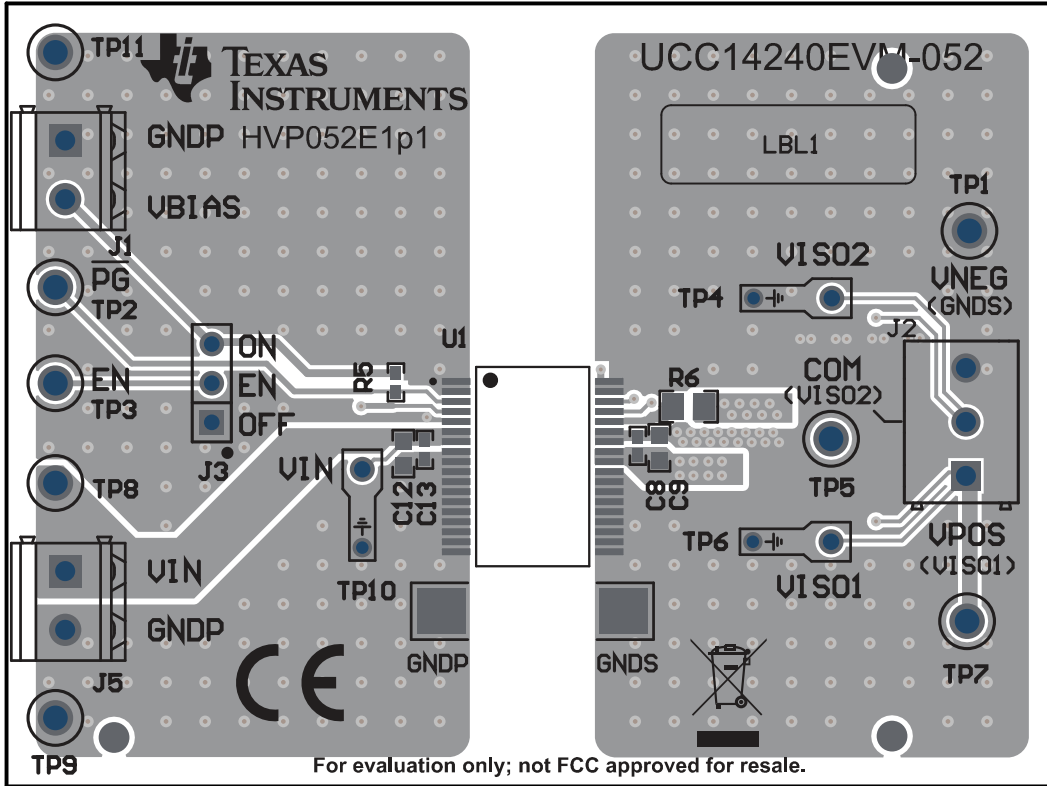 TP11
TEXAS
INSTRUMENTS
HVP052E1p1
UCC14240EVM-052
LBL1
GNDP
VBIAS
J1
PG
TP2
EN
TP3
ON
EN
OFF
J3
R5
U1
VIN
C12
C13
TP10
TP8
VIN
GNDP
J5
TP9
GNDP
GNDS
R6
C8
C9
TP4
VISO2
TP1
VNEG
(GNDS)
J2
COM
(VISO2)
TP5
TP6
VISO1
VPOS
(VISO1)
TP7
CE
For evaluation only; not FCC approved for resale.